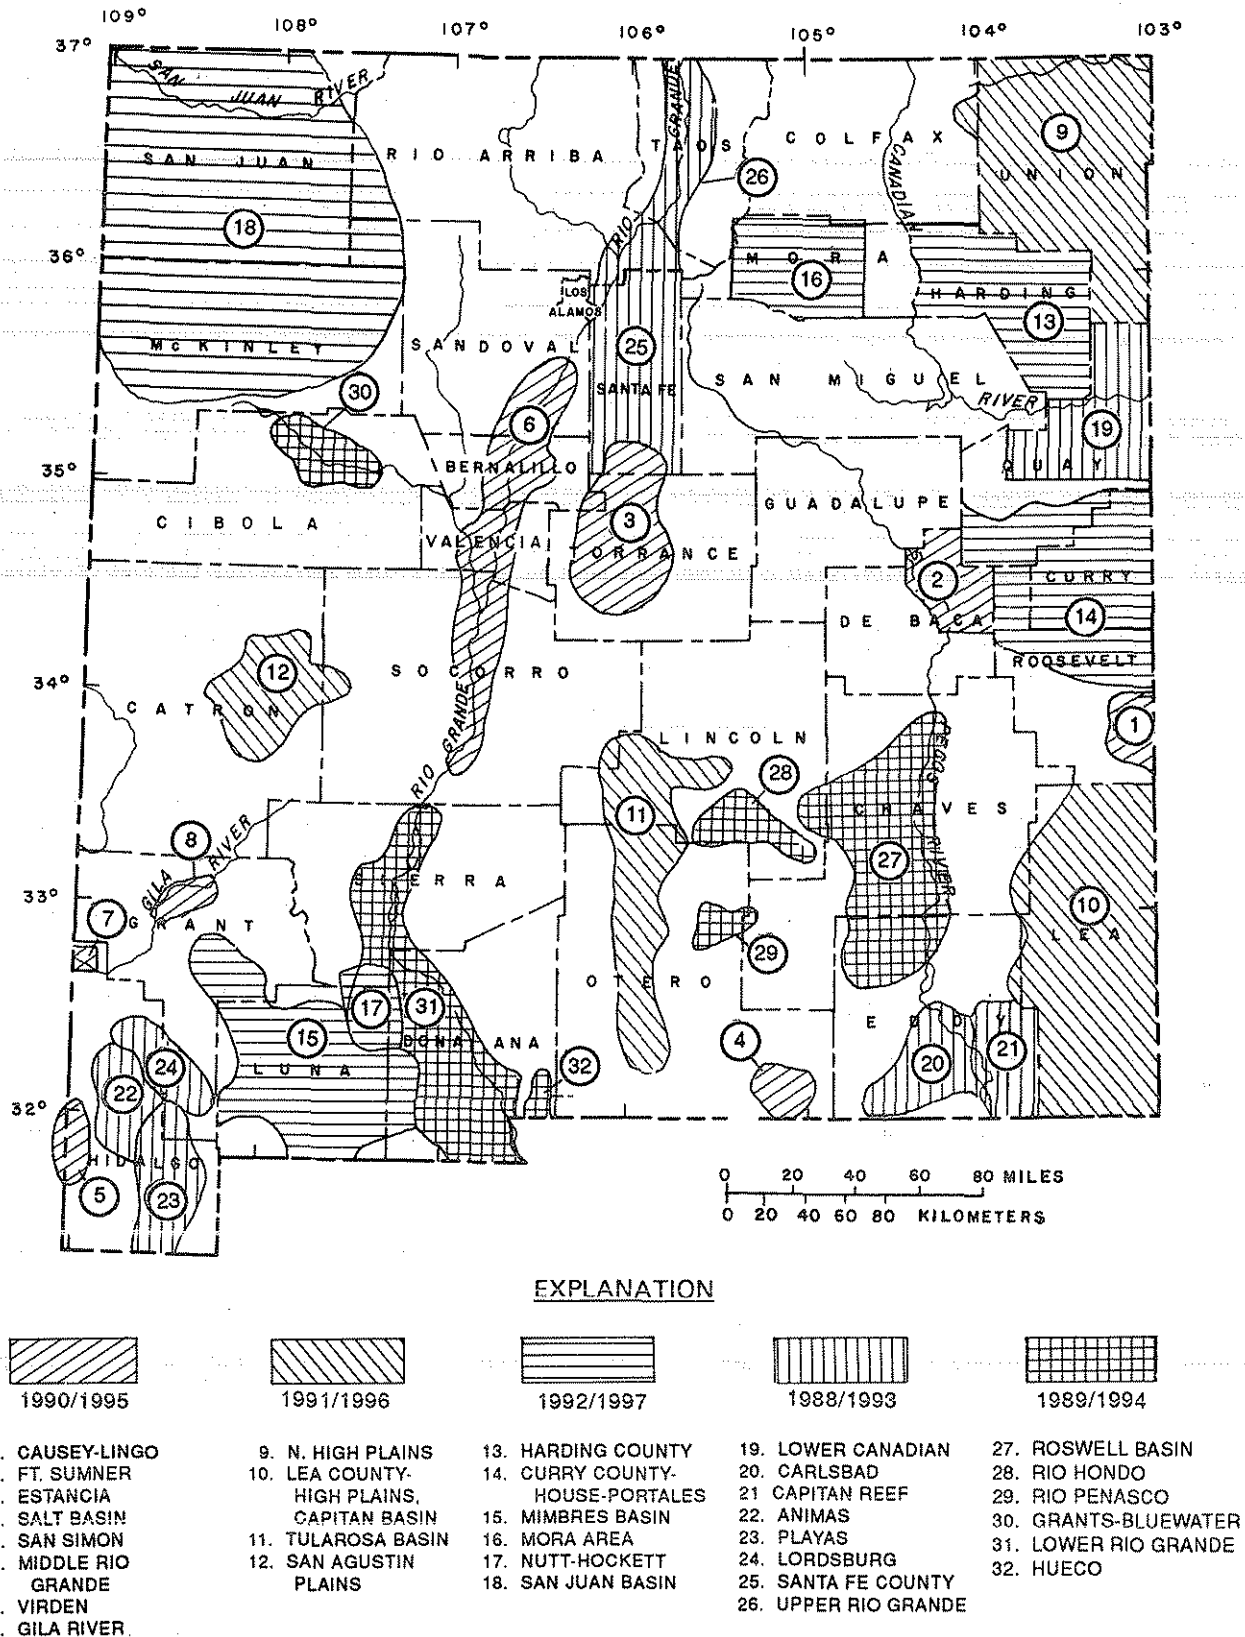 109°
108°
107°
106°
105°
104°
103°
37°
SAN JUAN RIVER
SAN JUAN
RIO ARRIBA
TAOS
COLFAX
UNION
RIO GRANDE
CANADIAN
9
26
18
36°
MORA
16
HARDING
13
LOS
ALAMOS
McKINLEY
SANDOVAL
25
SANTA FE
SAN MIGUEL
RIVER
30
6
19
QUAY
35°
BERNALILLO
GUADALUPE
CIBOLA
VALENCIA
3
TORRANCE
2
CURRY
14
DE BACA
ROOSEVELT
12
SOCORRO
34°
CATRON
1
RIO GRANDE
LINCOLN
28
PECOS RIVER
11
CHAVES
8
GILA RIVER
27
SIERRA
33°
7
GRANT
10
LEA
29
OTERO
17
31
15
DONA ANA
EDDY
4
21
24
LUNA
32
20
22
32°
HIDALGO
5
23
0 20 40 60 80 MILES
0 20 40 60 80 KILOMETERS
EXPLANATION
1990/1995
1991/1996
1992/1997
1988/1993
1989/1994
. CAUSEY-LINGO
. FT. SUMNER
. ESTANCIA
. SALT BASIN
. SAN SIMON
. MIDDLE RIO
GRANDE
. VIRDEN
. GILA RIVER
9. N. HIGH PLAINS
10. LEA COUNTY-
HIGH PLAINS,
CAPITAN BASIN
11. TULAROSA BASIN
12. SAN AGUSTIN
PLAINS
13. HARDING COUNTY
14. CURRY COUNTY-
HOUSE-PORTALES
15. MIMBRES BASIN
16. MORA AREA
17. NUTT-HOCKETT
18. SAN JUAN BASIN
19. LOWER CANADIAN
20. CARLSBAD
21 CAPITAN REEF
22. ANIMAS
23. PLAYAS
24. LORDSBURG
25. SANTA FE COUNTY
26. UPPER RIO GRANDE
27. ROSWELL BASIN
28. RIO HONDO
29. RIO PENASCO
30. GRANTS-BLUEWATER
31. LOWER RIO GRANDE
32. HUECO